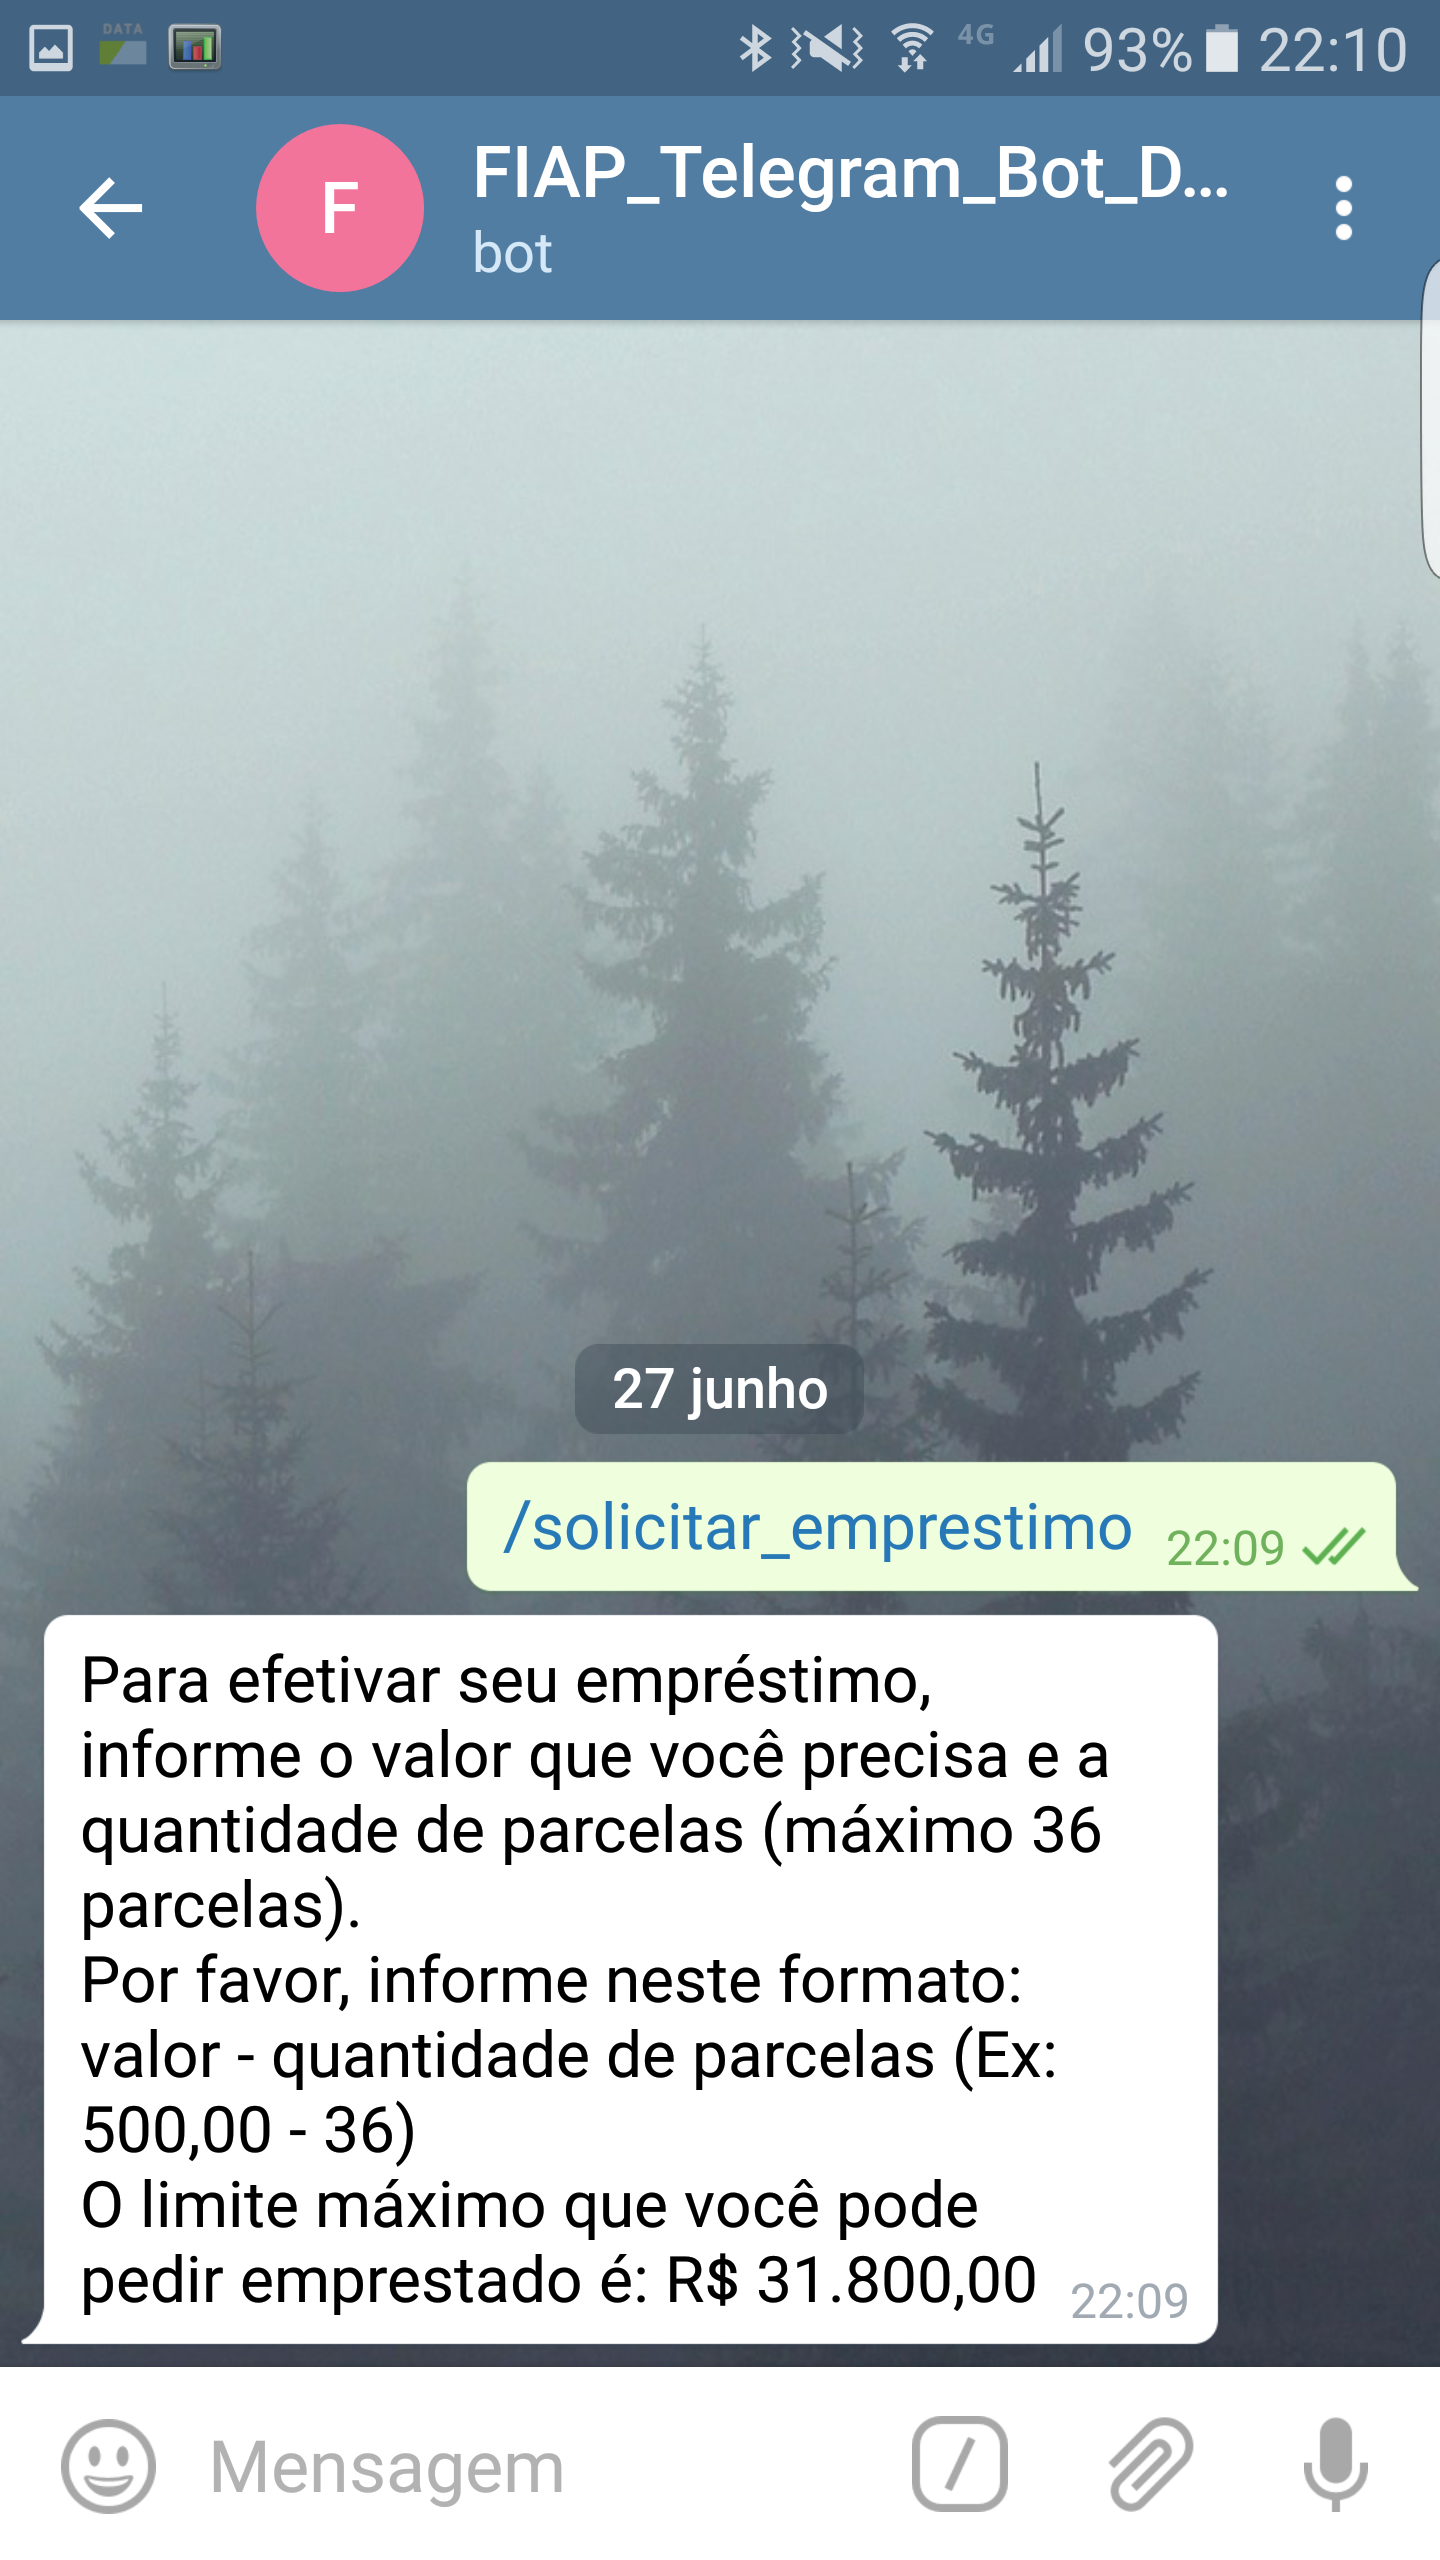 DATA
4G
93%
22:10
F
FIAP_Telegram_Bot_D...
bot
27 junho
/solicitar_emprestimo 22:09
Para efetivar seu empréstimo,
informe o valor que você precisa e a
quantidade de parcelas (máximo 36
parcelas).
Por favor, informe neste formato:
valor - quantidade de parcelas (Ex:
500,00 - 36)
O limite máximo que você pode
pedir emprestado é: R$ 31.800,00 22:09
Mensagem